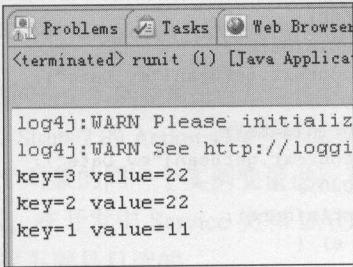 Problems Tasks Web Browser
<terminated> runit (1) [Java Applicat
log4j:WARN Please initializ
log4j:WARN See http://loggi
key=3 value=22
key=2 value=22
key=1 value=11